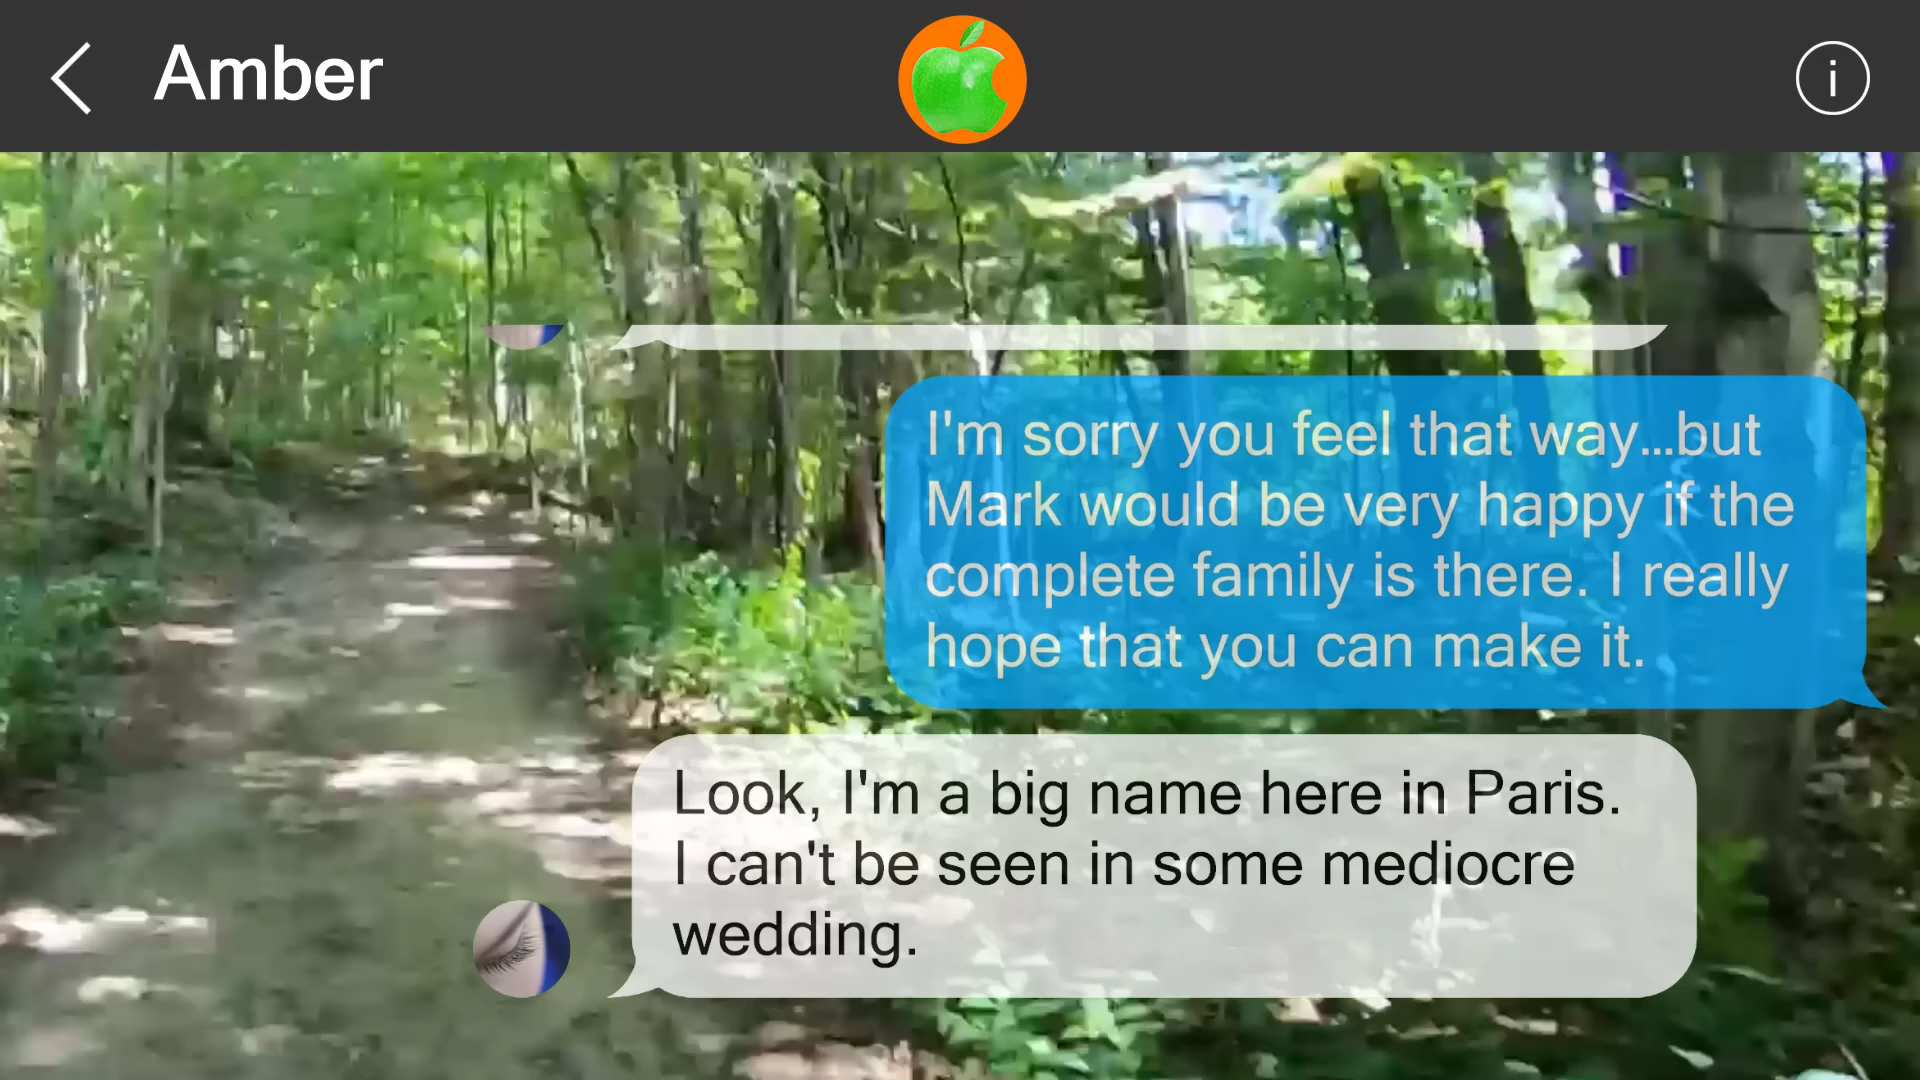 Amber
I'm sorry you feel that way...but
Mark would be very happy if the
complete family is there. I really
hope that you can make it.
Look, I'm a big name here in Paris.
I can't be seen in some mediocre
wedding.